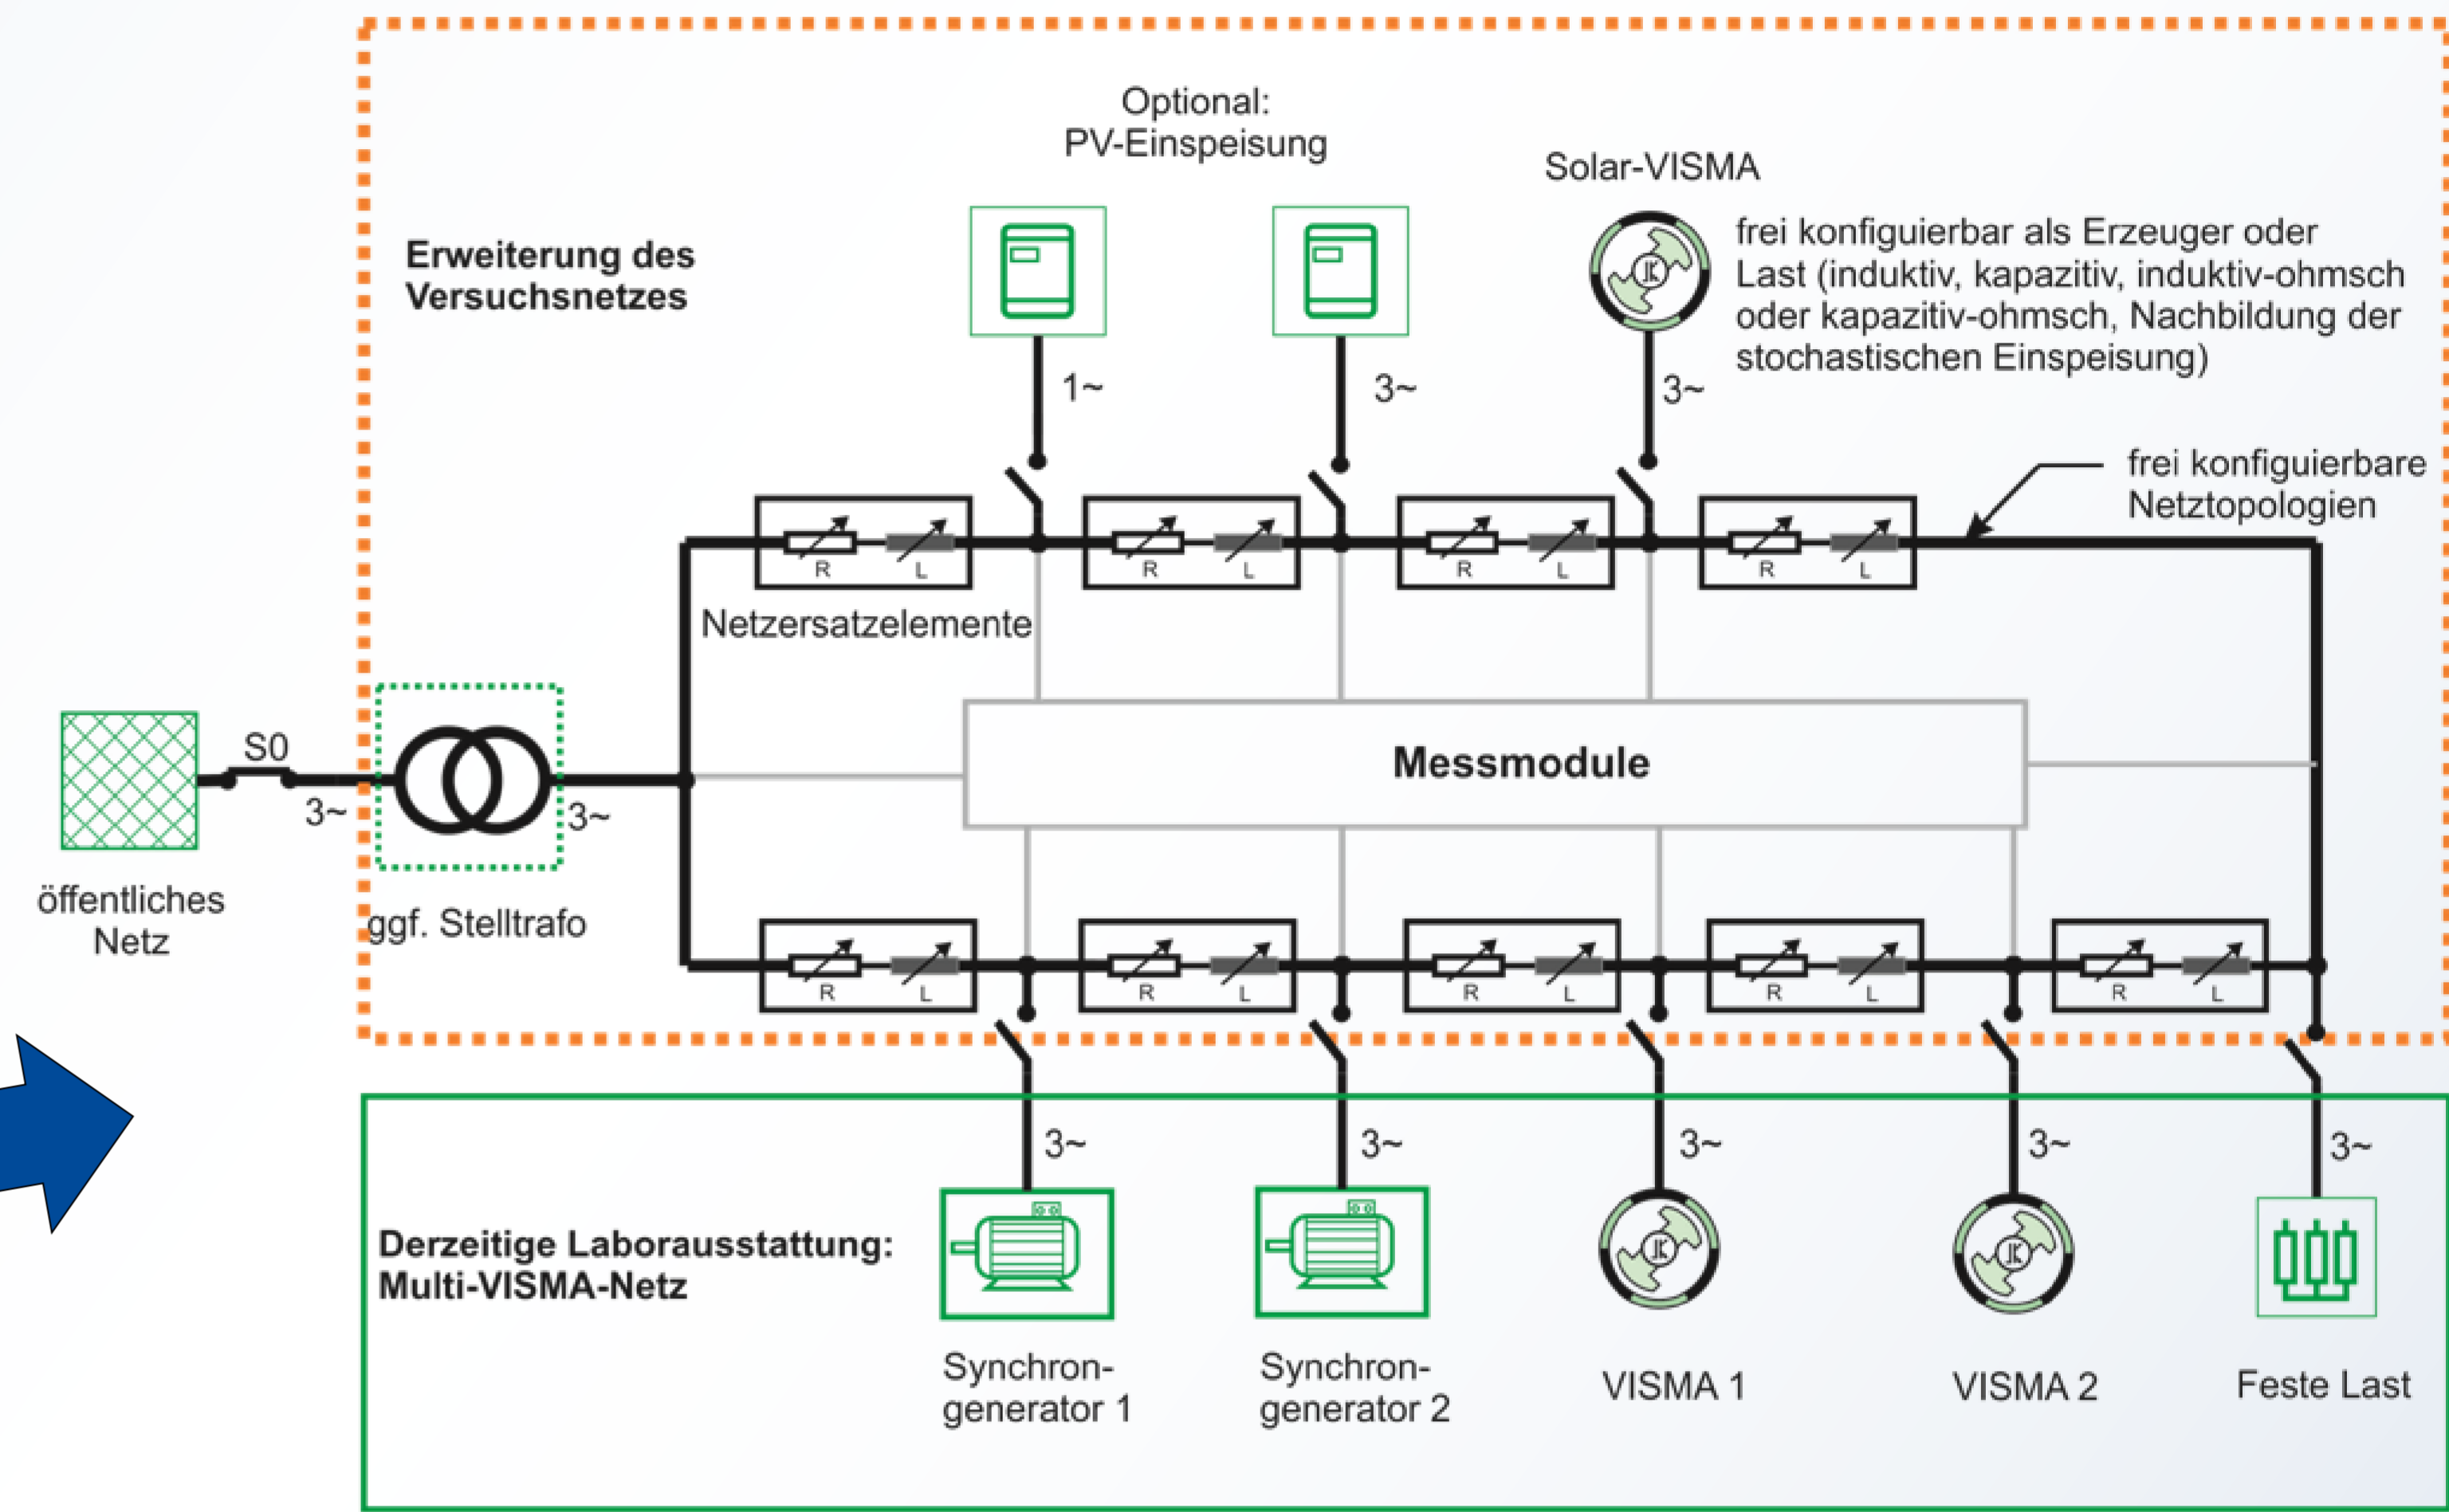 Optional:
PV-Einspeisung
Solar-VISMA
Erweiterung des
Versuchsnetzes
frei konfiguierbar als Erzeuger oder
Last (induktiv, kapazitiv, induktiv-ohmsch
oder kapazitiv-ohmsch, Nachbildung der
stochastischen Einspeisung)
1~
3~
3~
frei konfiguierbare
Netztopologien
R L
R L
R L
R L
Netzersatzelemente
S0
3~
3~
Messmodule
öffentliches
Netz
ggf. Stelltrafo
R L
R L
R L
R L
R L
3~
3~
3~
3~
3~
Derzeitige Laborausstattung:
Multi-VISMA-Netz
Synchron-
generator 1
Synchron-
generator 2
VISMA 1
VISMA 2
Feste Last